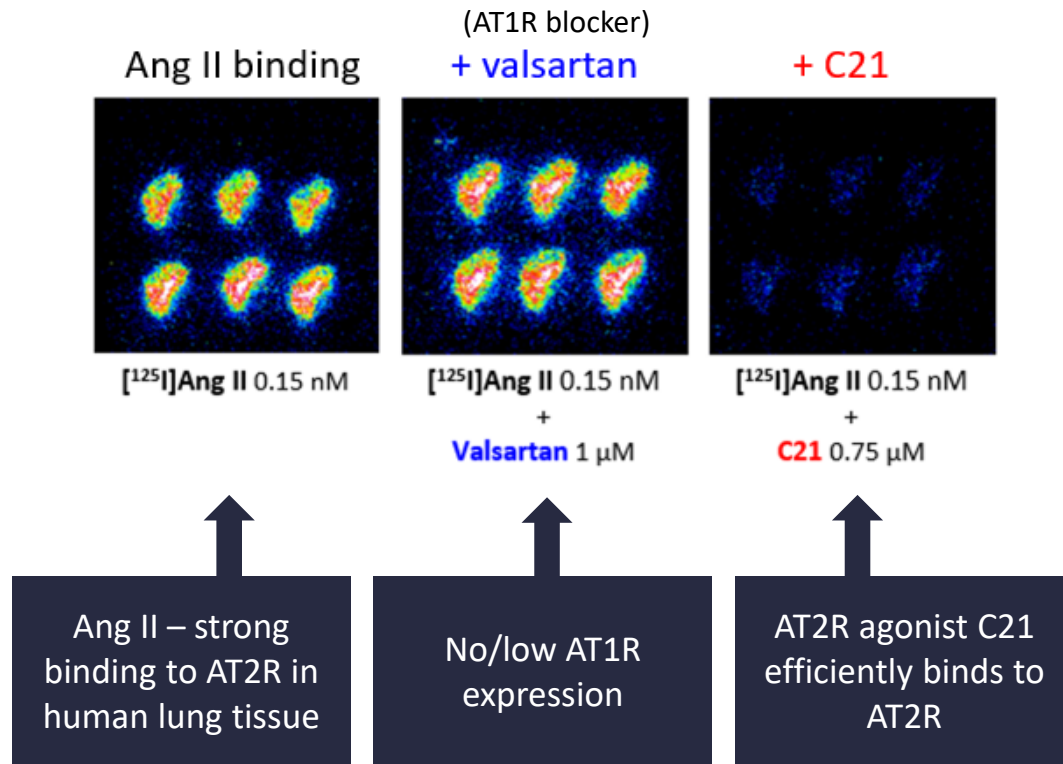 (AT1R blocker)
Ang II binding
+ valsartan
+ C21
[¹²⁵I]Ang II 0.15 nM
[¹²⁵I]Ang II 0.15 nM
+
Valsartan 1 µM
[¹²⁵I]Ang II 0.15 nM
+
C21 0.75 µM
Ang II – strong
binding to AT2R in
human lung tissue
No/low AT1R
expression
AT2R agonist C21
efficiently binds to
AT2R